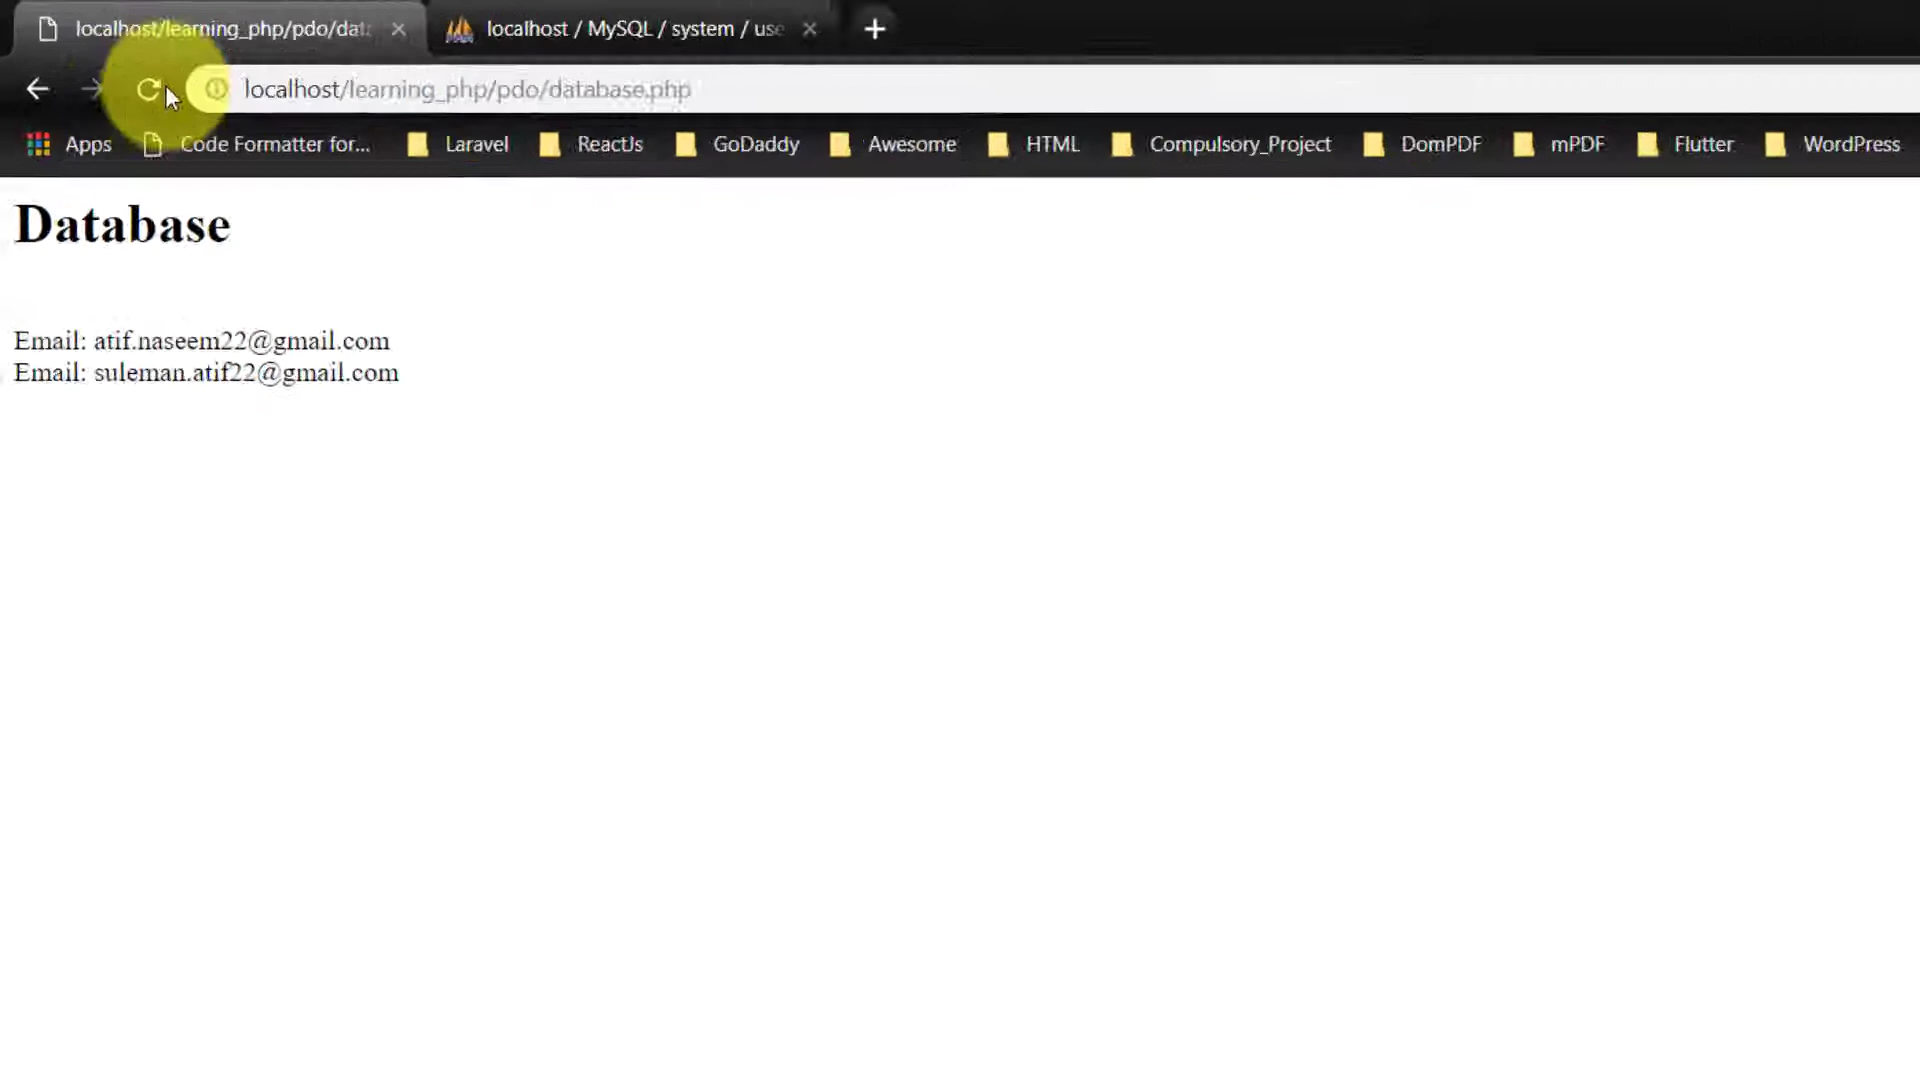 localhost/learning_php/pdo/dat
localhost / MySQL / system / use
localhost/learning_php/pdo/database.php
Apps
Code Formatter for...
Laravel
ReactJs
GoDaddy
Awesome
HTML
Compulsory_Project
DomPDF
mPDF
Flutter
WordPress
Database
Email: atif.naseem22@gmail.com
Email: suleman.atif22@gmail.com